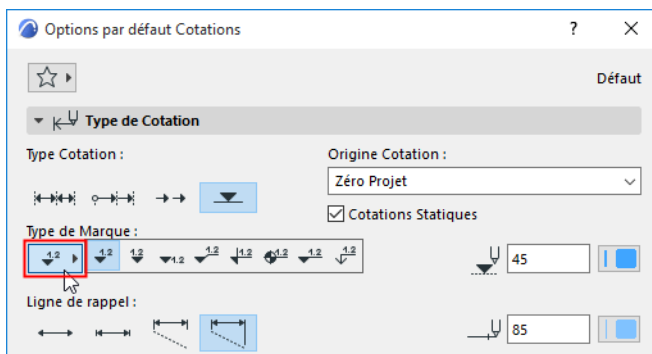 Options par défaut Cotations ?
Défaut
Type de Cotation
Type Cotation :
Origine Cotation :
Zéro Projet
Cotations Statiques
Type de Marque :
1.2 1.2 1.2 1.2 1.2 1.2 1.2 1.2 1.2
45
Ligne de rappel :
85